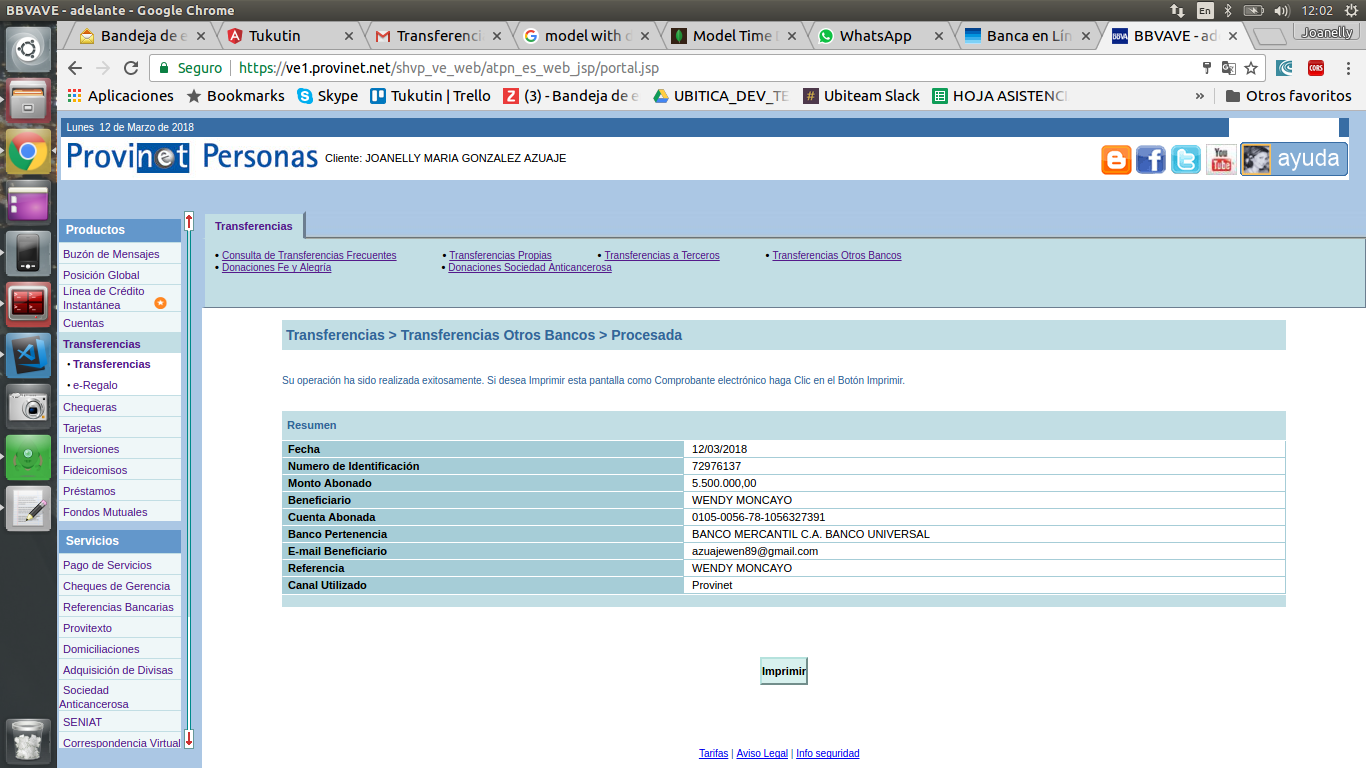 BBVAVE - adelante - Google Chrome
En
12:02
Bandeja de e
Tukutin
Transferenci
model with d
Model Time
WhatsApp
Banca en Lín
BBVAVE - ad
Joanelly
Seguro
https://ve1.provinet.net/shvp_ve_web/atpn_es_web_jsp/portal.jsp
CORS
Aplicaciones
Bookmarks
Skype
Tukutin | Trello
(3) - Bandeja de e
UBITICA_DEV_TE
Ubiteam Slack
HOJA ASISTENCI
»
Otros favoritos
Lunes 12 de Marzo de 2018
Provinet Personas
Cliente: JOANELLY MARIA GONZALEZ AZUAJE
You Tube
ayuda
Productos
Buzón de Mensajes
Posición Global
Línea de Crédito
Instantánea
Cuentas
Transferencias
• Transferencias
• e-Regalo
Chequeras
Tarjetas
Inversiones
Fideicomisos
Préstamos
Fondos Mutuales
Servicios
Pago de Servicios
Cheques de Gerencia
Referencias Bancarias
Provitexto
Domiciliaciones
Adquisición de Divisas
Sociedad
Anticancerosa
SENIAT
Correspondencia Virtual
Transferencias
• Consulta de Transferencias Frecuentes • Transferencias Propias • Transferencias a Terceros • Transferencias Otros Bancos
• Donaciones Fe y Alegría • Donaciones Sociedad Anticancerosa
Transferencias > Transferencias Otros Bancos > Procesada
Su operación ha sido realizada exitosamente. Si desea Imprimir esta pantalla como Comprobante electrónico haga Clic en el Botón Imprimir.
Resumen
Fecha 12/03/2018
Numero de Identificación 72976137
Monto Abonado 5.500.000,00
Beneficiario WENDY MONCAYO
Cuenta Abonada 0105-0056-78-1056327391
Banco Pertenencia BANCO MERCANTIL C.A. BANCO UNIVERSAL
E-mail Beneficiario azuajewen89@gmail.com
Referencia WENDY MONCAYO
Canal Utilizado Provinet
Imprimir
Tarifas | Aviso Legal | Info seguridad